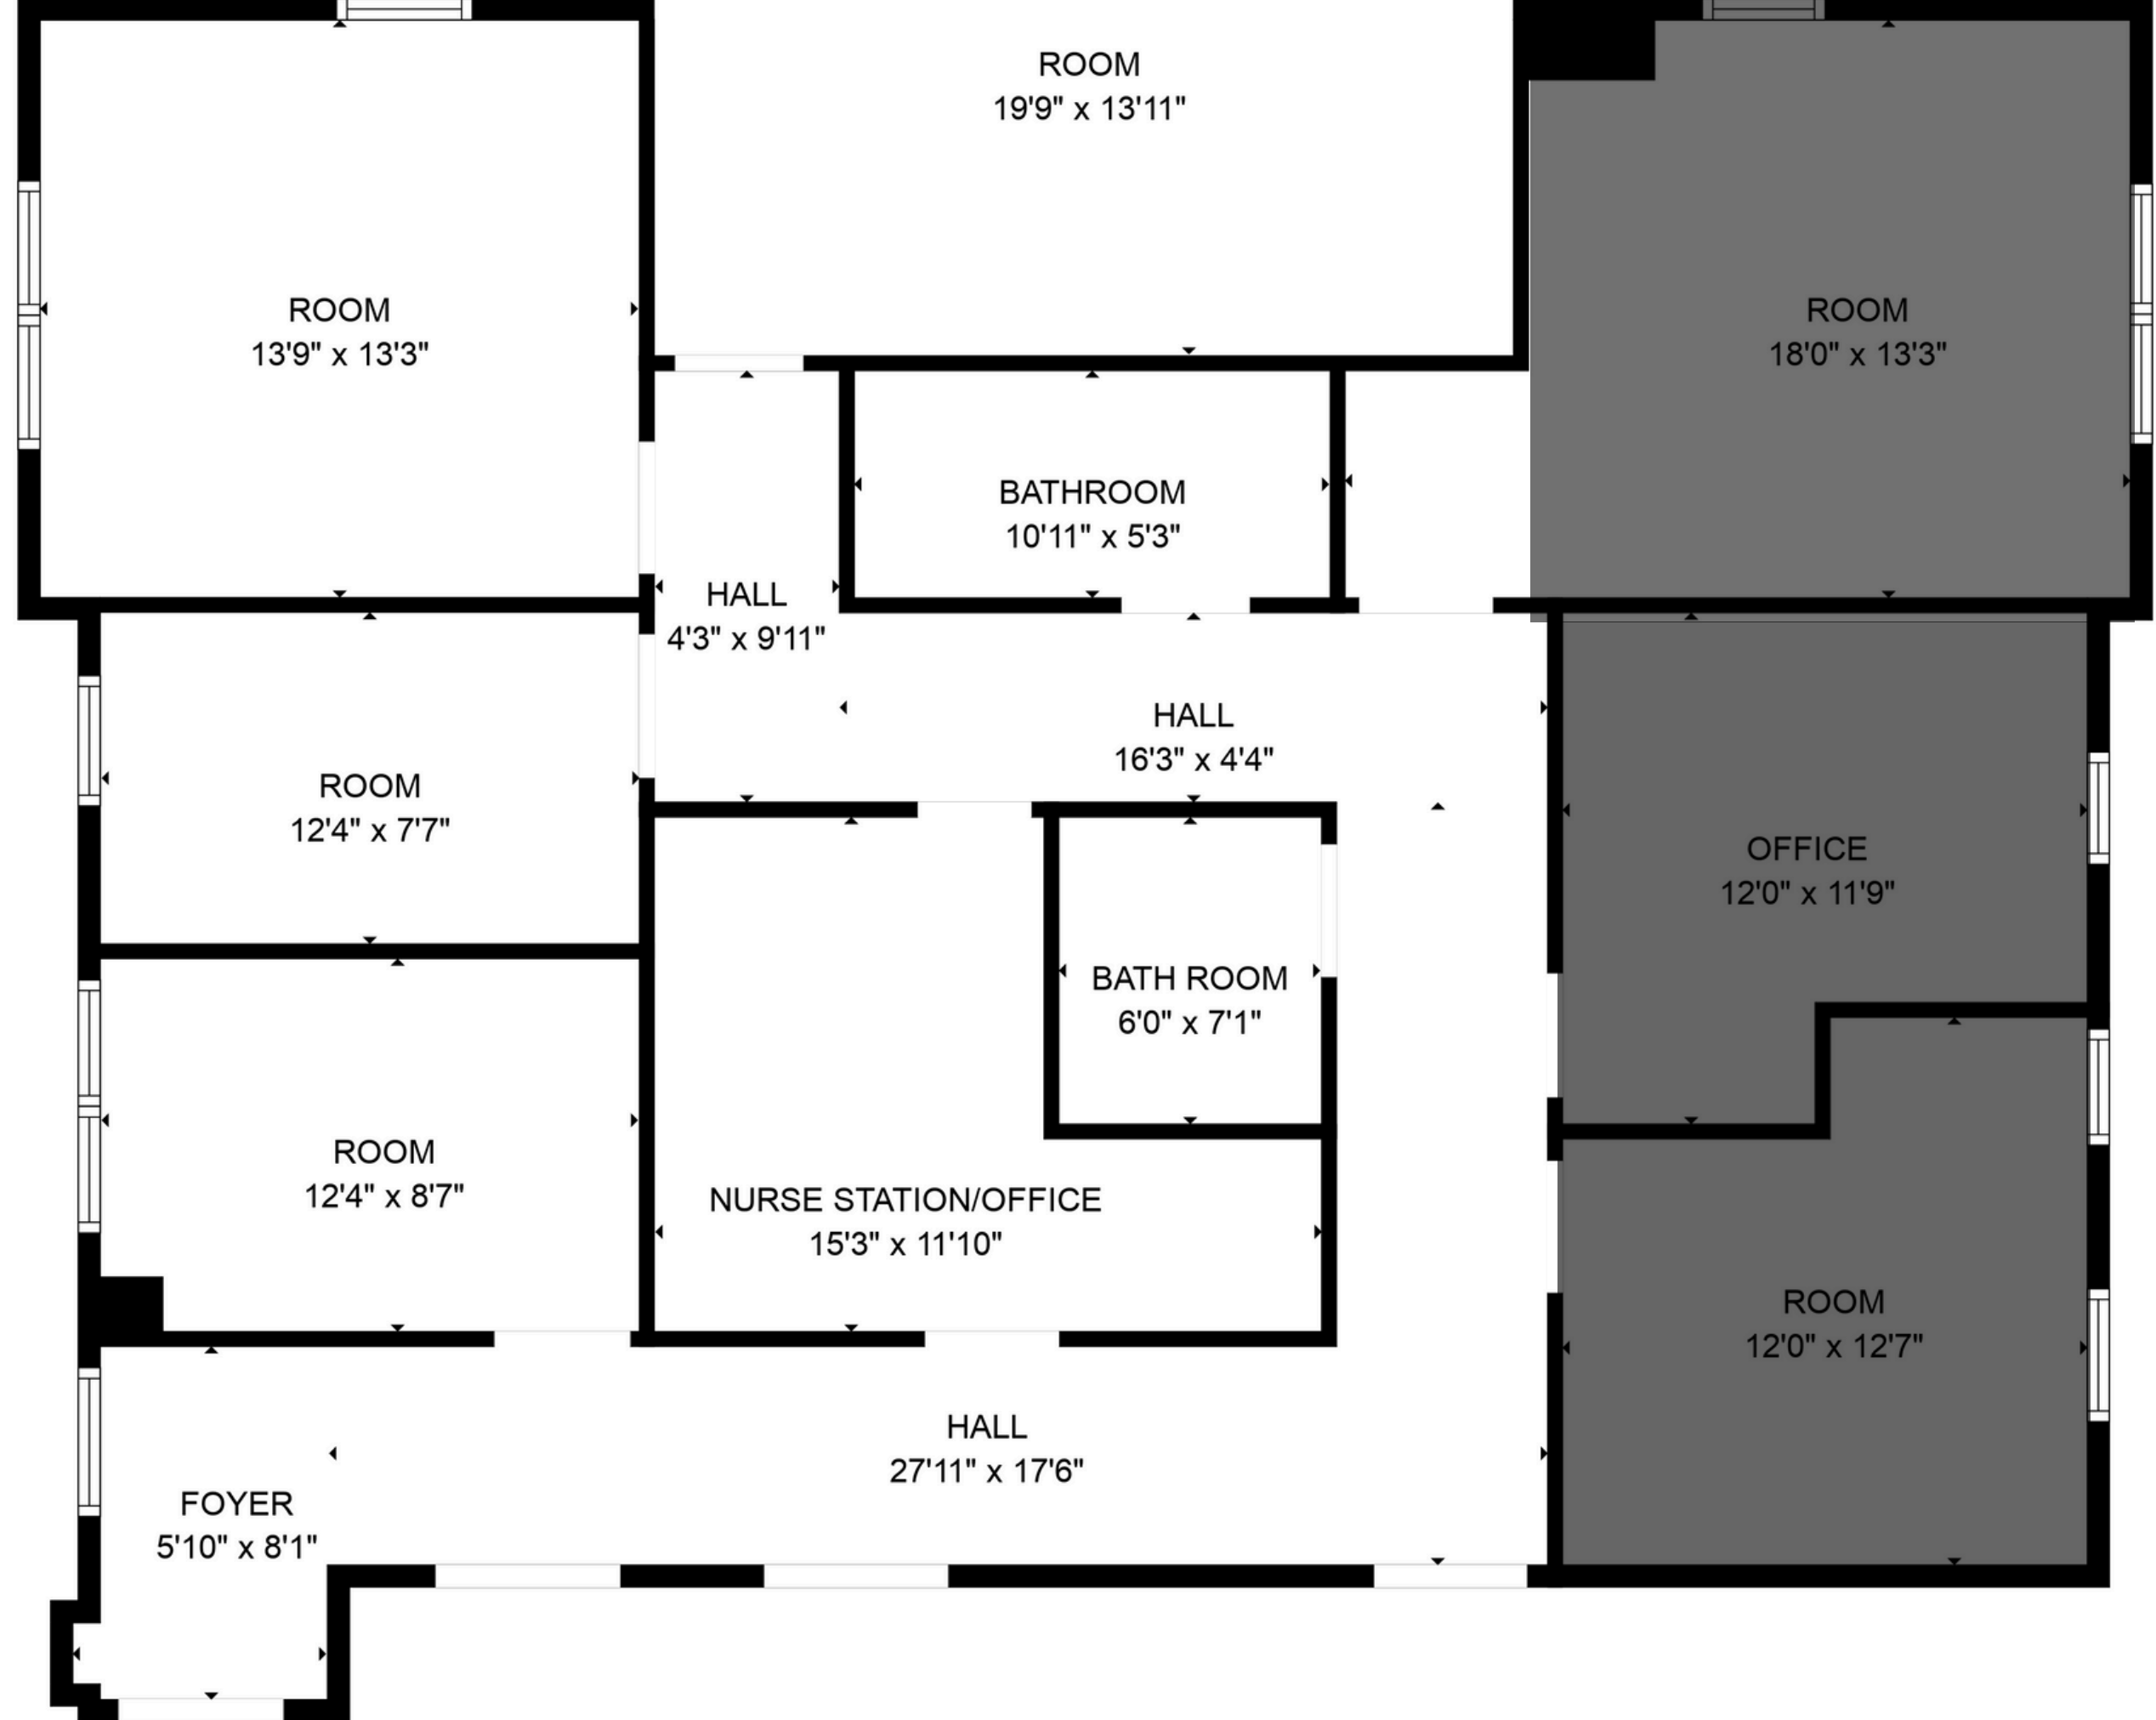 ROOM
19'9" x 13'11"
ROOM
13'9" x 13'3"
ROOM
18'0" x 13'3"
BATHROOM
10'11" x 5'3"
HALL
4'3" x 9'11"
HALL
16'3" x 4'4"
ROOM
12'4" x 7'7"
OFFICE
12'0" x 11'9"
BATH ROOM
6'0" x 7'1"
ROOM
12'4" x 8'7"
NURSE STATION/OFFICE
15'3" x 11'10"
ROOM
12'0" x 12'7"
HALL
27'11" x 17'6"
FOYER
5'10" x 8'1"